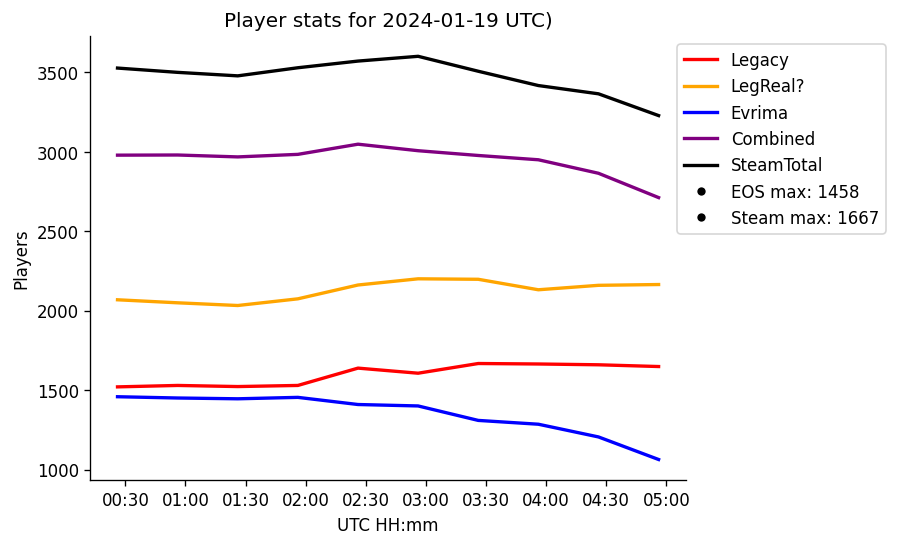 Player stats for 2024-01-19 UTC)
Players
3500
3000
2500
2000
1500
1000
00:30 01:00 01:30 02:00 02:30 03:00 03:30 04:00 04:30 05:00
UTC HH:mm
Legacy
LegReal?
Evrima
Combined
SteamTotal
EOS max: 1458
Steam max: 1667